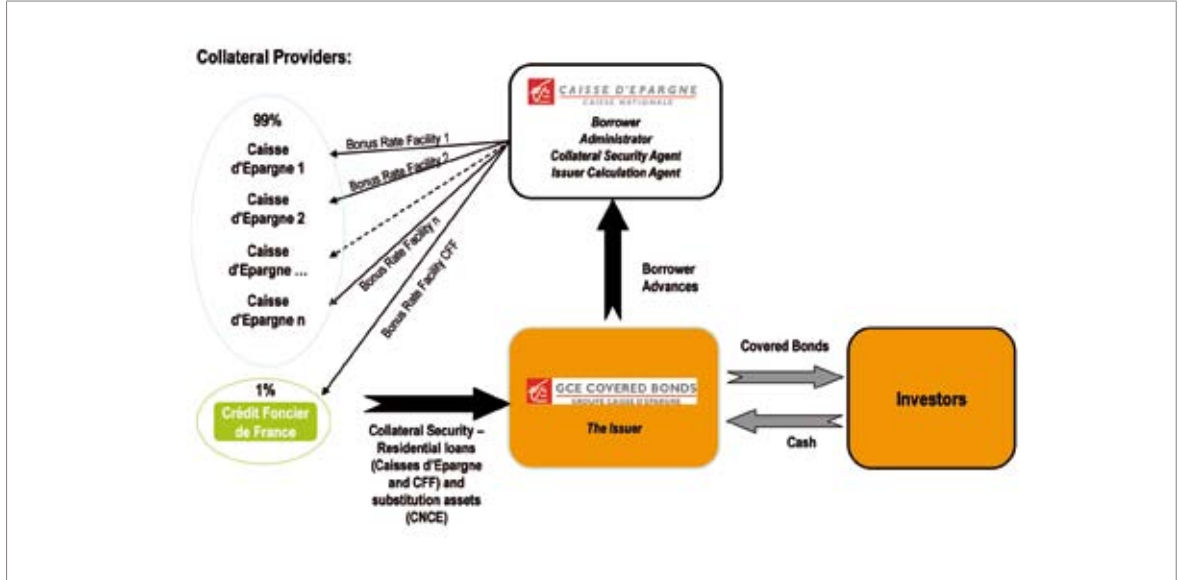 Collateral Providers:
99%
Caisse
d'Epargne 1
Caisse
d'Epargne 2
Caisse
d'Epargne ...
Caisse
d'Epargne n
1%
Crédit Foncier
de France
Bonus Rate Facility 1
Bonus Rate Facility 2
Bonus Rate Facility n
Bonus Rate Facility CFF
CAISSE D'EPARGNE
CAISSE NATIONALE
Borrower
Administrator
Collateral Security Agent
Issuer Calculation Agent
Borrower
Advances
Collateral Security –
Residential loans
(Caisses d'Epargne
and CFF) and
substitution assets
(CNCE)
GCE COVERED BONDS
GROUPE CAISSE D'EPARGNE
The Issuer
Covered Bonds
Cash
Investors